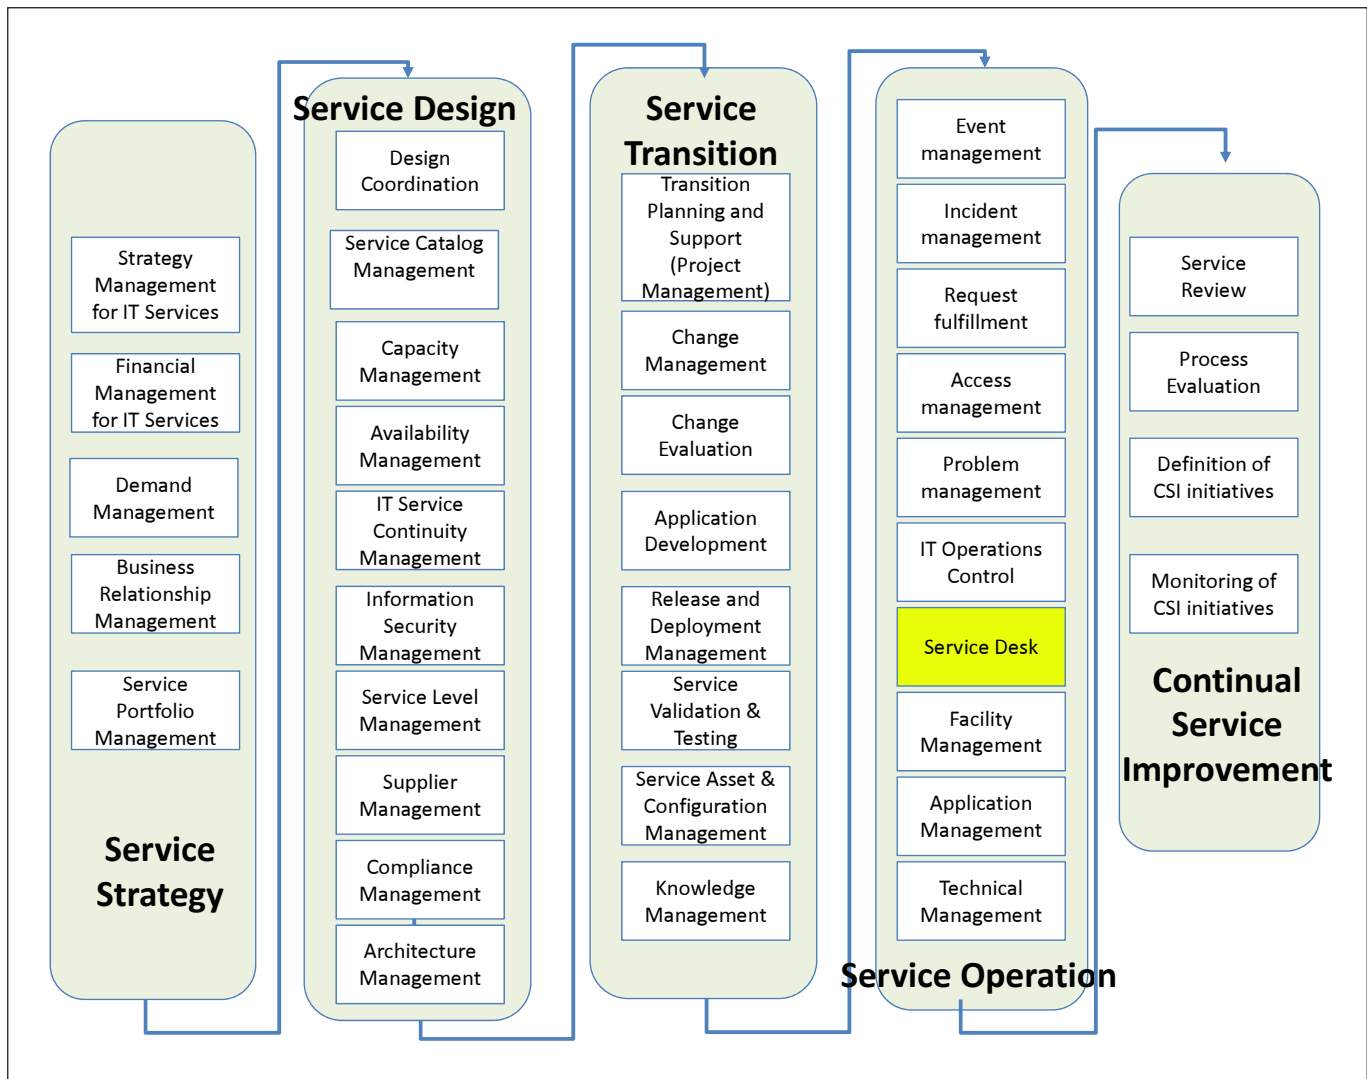 Strategy
Management
for IT Services
Financial
Management
for IT Services
Demand
Management
Business
Relationship
Management
Service
Portfolio
Management
Service
Strategy
Service Design
Design
Coordination
Service Catalog
Management
Capacity
Management
Availability
Management
IT Service
Continuity
Management
Information
Security
Management
Service Level
Management
Supplier
Management
Compliance
Management
Architecture
Management
Service
Transition
Transition
Planning and
Support
(Project
Management)
Change
Management
Change
Evaluation
Application
Development
Release and
Deployment
Management
Service
Validation &
Testing
Service Asset &
Configuration
Management
Knowledge
Management
Event
management
Incident
management
Request
fulfillment
Access
management
Problem
management
IT Operations
Control
Service Desk
Facility
Management
Application
Management
Technical
Management
Service Operation
Service
Review
Process
Evaluation
Definition of
CSI initiatives
Monitoring of
CSI initiatives
Continual
Service
Improvement